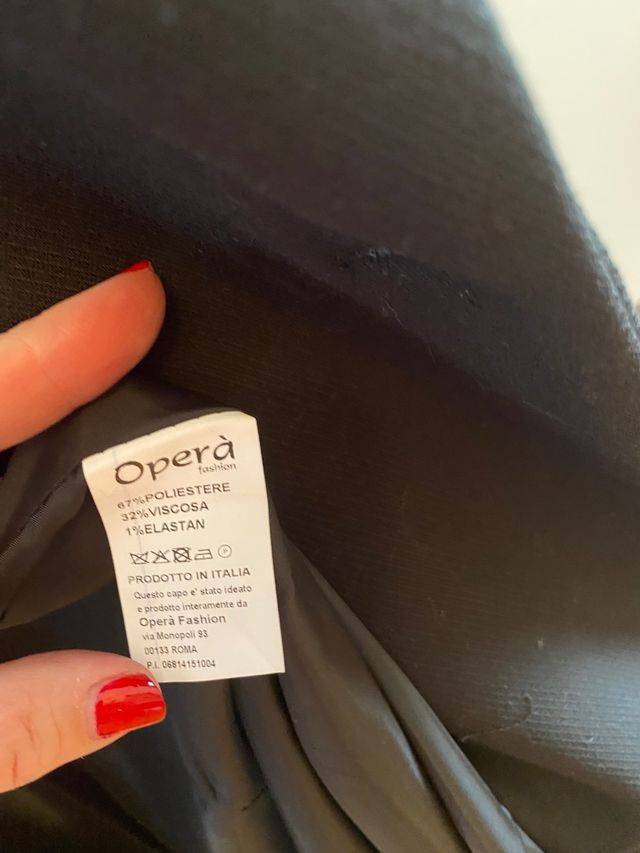 Operà
fashion
67%POLIESTERE
32%VISCOSA
1%ELASTAN
PRODOTTO IN ITALIA
Questo capo e' stato ideato
e prodotto interamente da
Operà Fashion
via Monopoli 93
00133 ROMA
P.I. 06814151004